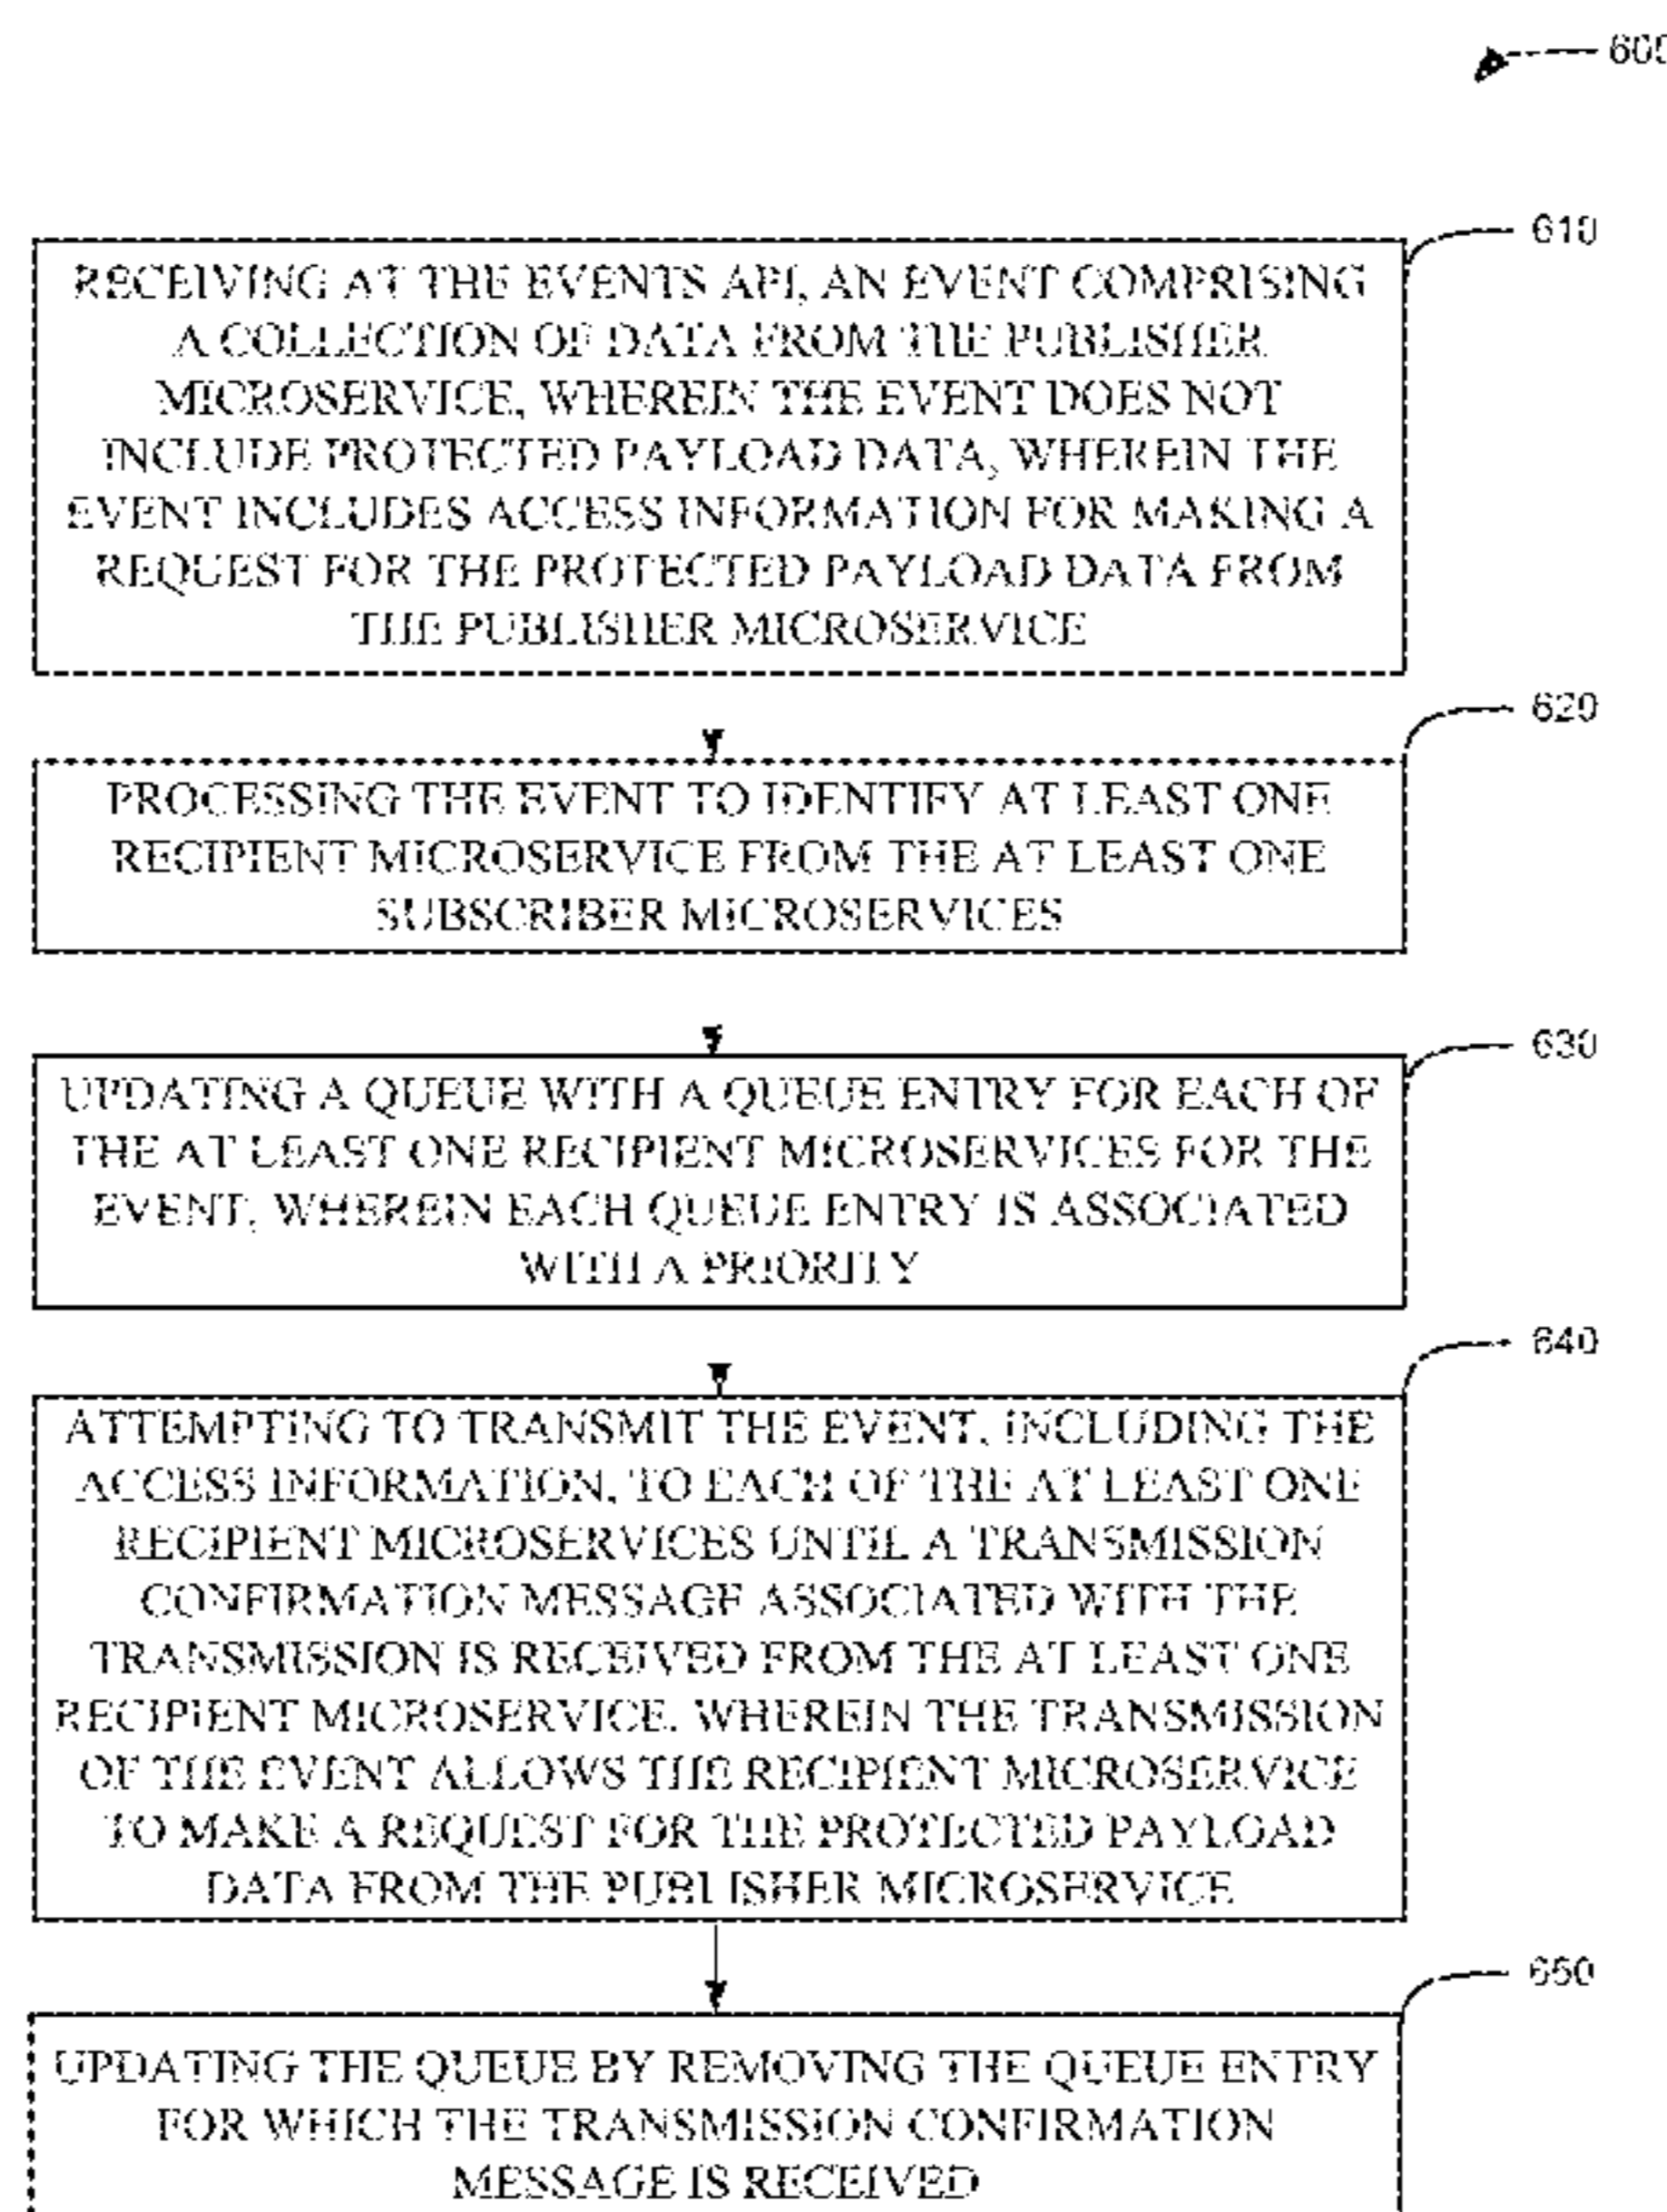 600
610
RECEIVING AT THE EVENTS API, AN EVENT COMPRISING
A COLLECTION OF DATA FROM THE PUBLISHER
MICROSERVICE, WHEREIN THE EVENT DOES NOT
INCLUDE PROTECTED PAYLOAD DATA, WHEREIN THE
EVENT INCLUDES ACCESS INFORMATION FOR MAKING A
REQUEST FOR THE PROTECTED PAYLOAD DATA FROM
THE PUBLISHER MICROSERVICE
620
PROCESSING THE EVENT TO IDENTIFY AT LEAST ONE
RECIPIENT MICROSERVICE FROM THE AT LEAST ONE
SUBSCRIBER MICROSERVICES
630
UPDATING A QUEUE WITH A QUEUE ENTRY FOR EACH OF
THE AT LEAST ONE RECIPIENT MICROSERVICES FOR THE
EVENT, WHEREIN EACH QUEUE ENTRY IS ASSOCIATED
WITH A PRIORITY
640
ATTEMPTING TO TRANSMIT THE EVENT, INCLUDING THE
ACCESS INFORMATION, TO EACH OF THE AT LEAST ONE
RECIPIENT MICROSERVICES UNTIL A TRANSMISSION
CONFIRMATION MESSAGE ASSOCIATED WITH THE
TRANSMISSION IS RECEIVED FROM THE AT LEAST ONE
RECIPIENT MICROSERVICE, WHEREIN THE TRANSMISSION
OF THE EVENT ALLOWS THE RECIPIENT MICROSERVICE
TO MAKE A REQUEST FOR THE PROTECTED PAYLOAD
DATA FROM THE PUBLISHER MICROSERVICE
650
UPDATING THE QUEUE BY REMOVING THE QUEUE ENTRY
FOR WHICH THE TRANSMISSION CONFIRMATION
MESSAGE IS RECEIVED